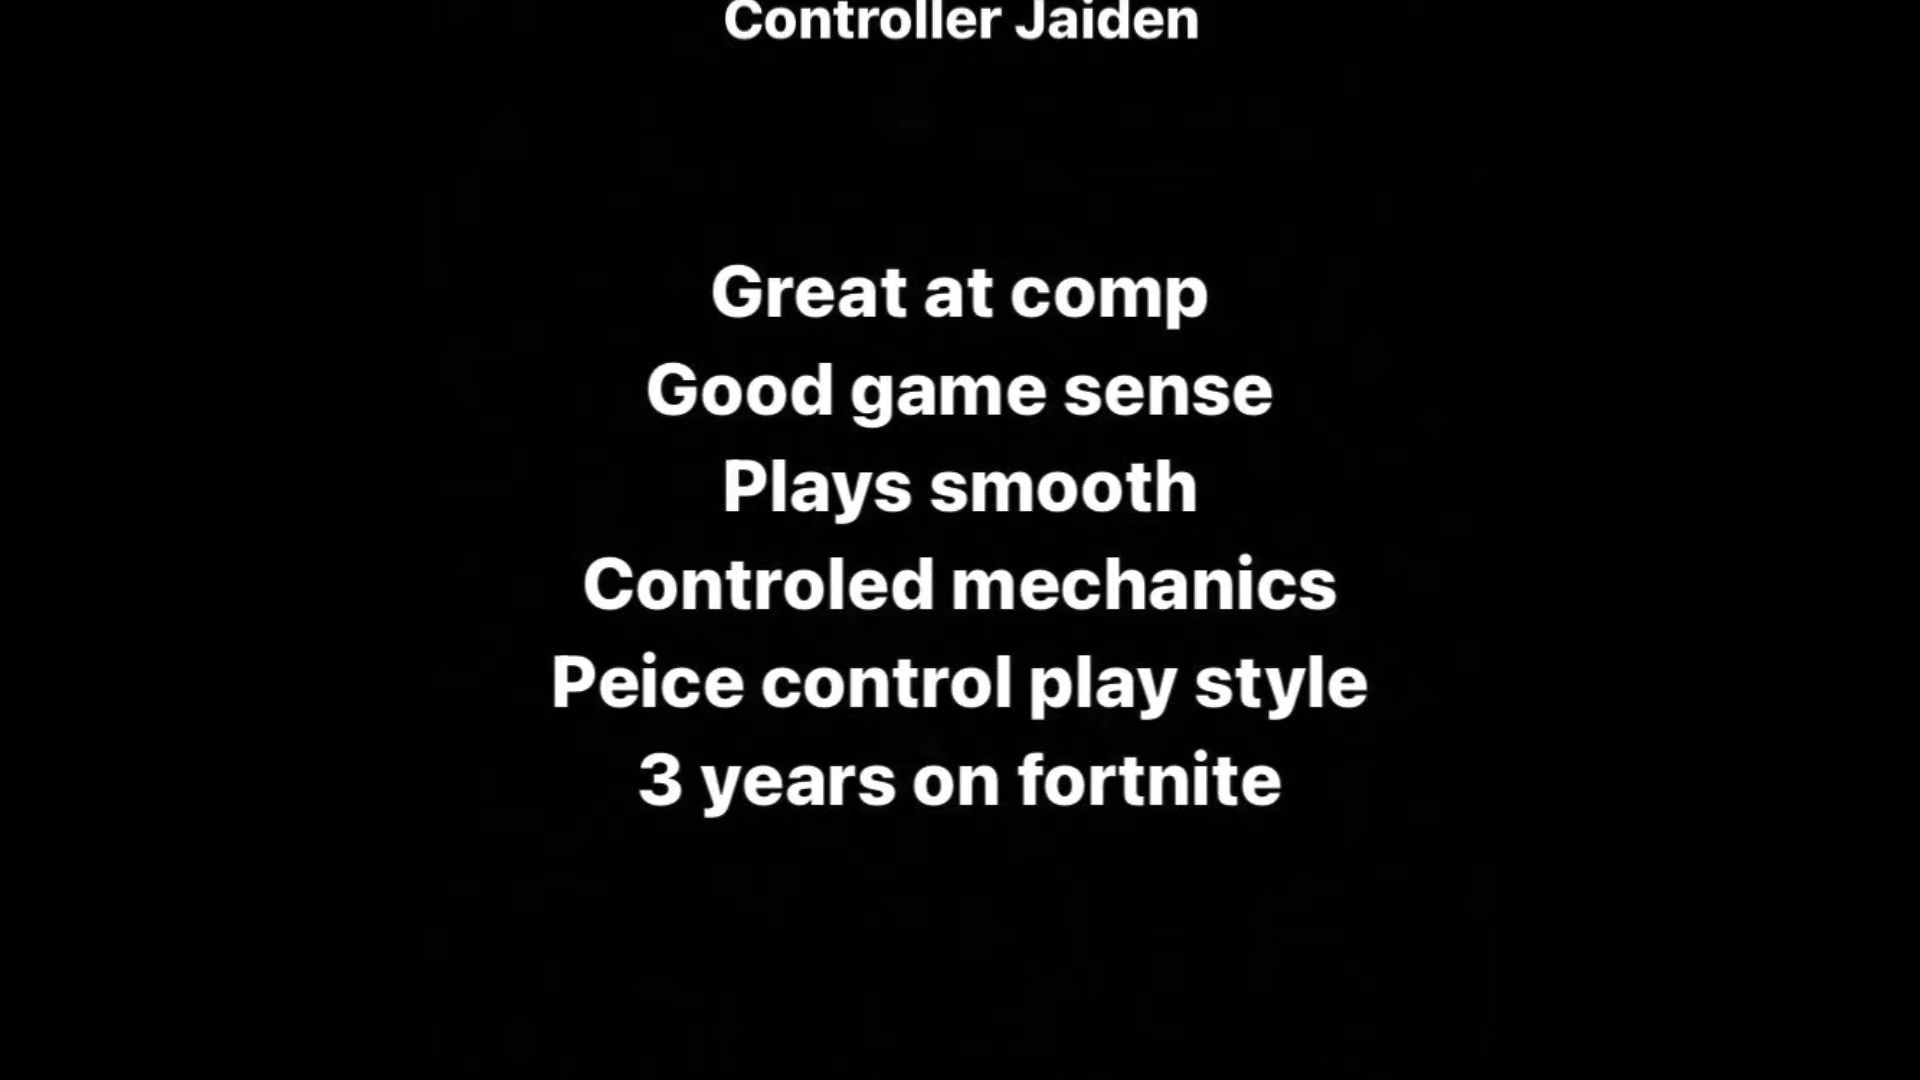 Controller Jaiden
Great at comp
Good game sense
Plays smooth
Controled mechanics
Peice control play style
3 years on fortnite